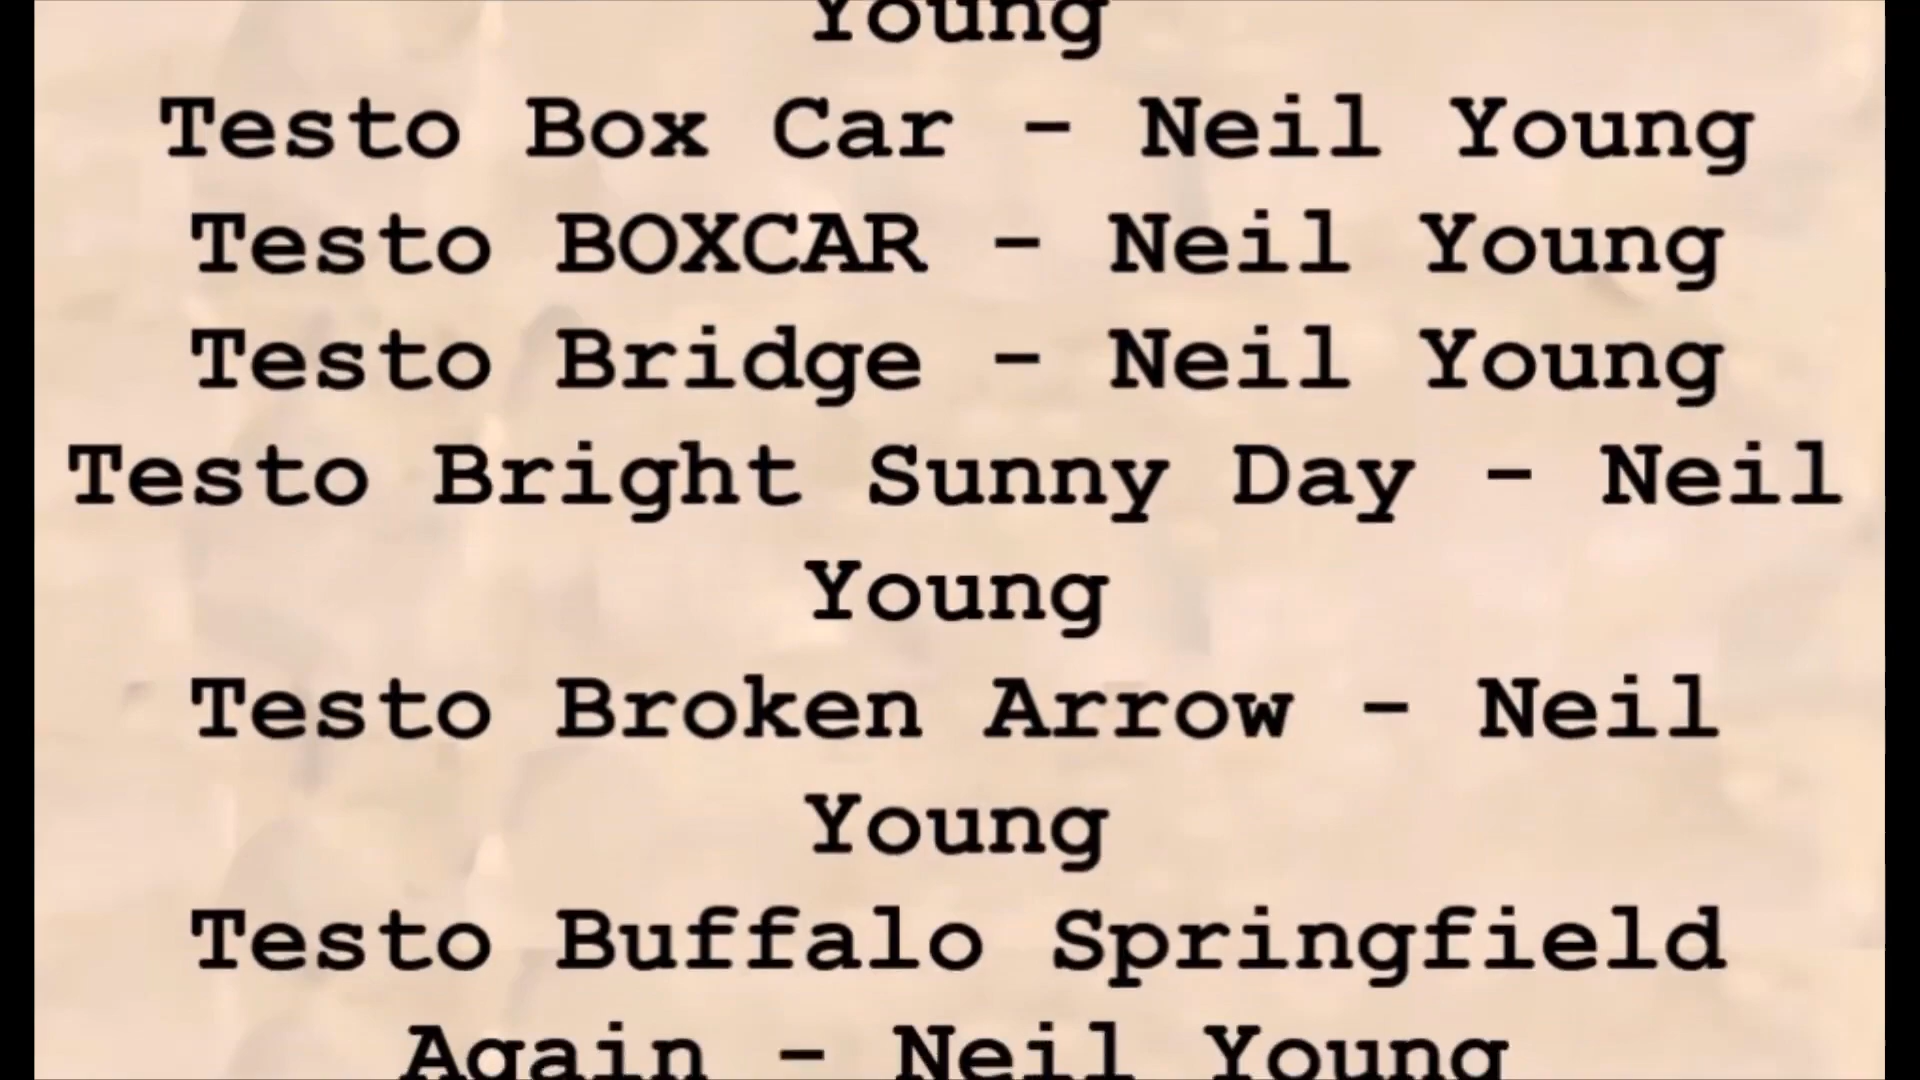 Young
Testo Box Car - Neil Young
Testo BOXCAR - Neil Young
Testo Bridge - Neil Young
Testo Bright Sunny Day - Neil
Young
Testo Broken Arrow - Neil
Young
Testo Buffalo Springfield
Again - Neil Young